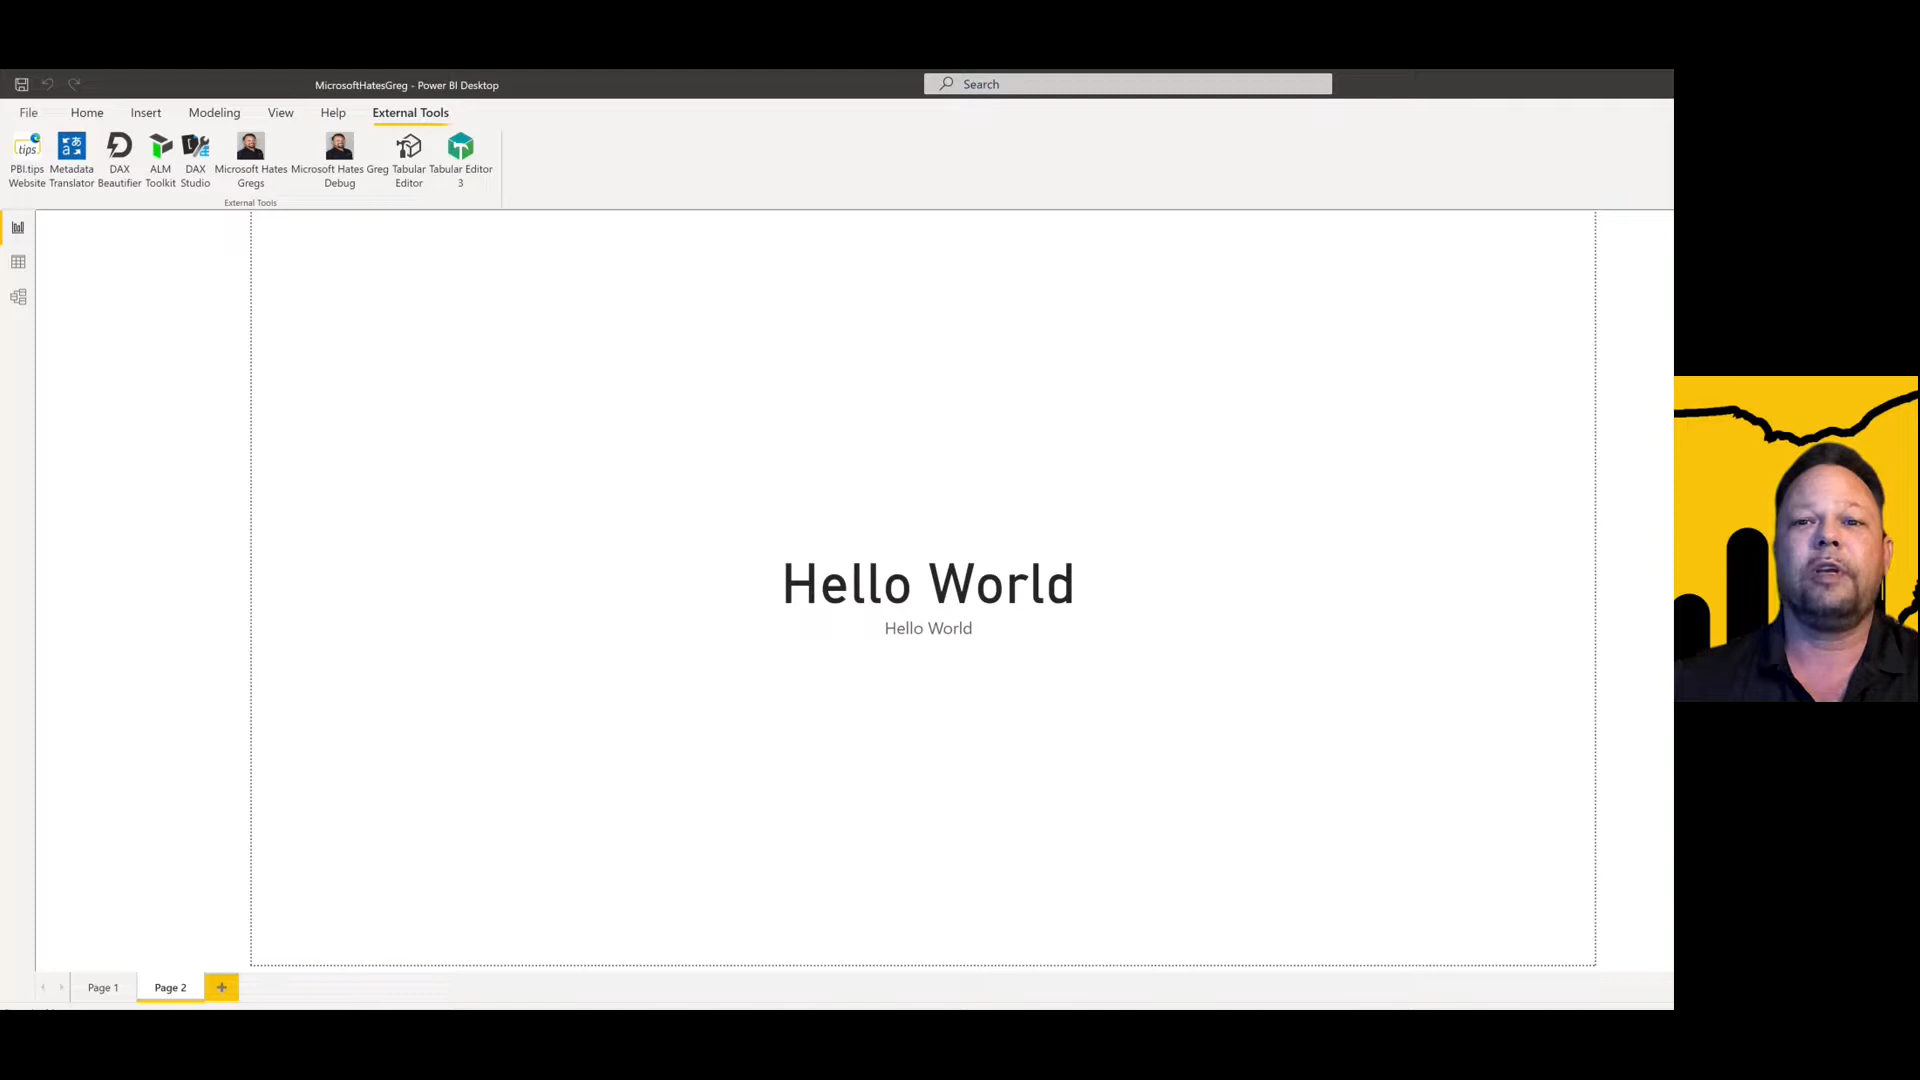 MicrosoftHatesGreg - Power BI Desktop
Search
File Home Insert Modeling View Help External Tools
tips
PBI.tips Website
Metadata Translator
DAX Beautifier
ALM Toolkit
DAX Studio
Microsoft Hates Gregs
Microsoft Hates Greg Debug
Tabular Editor
Tabular Editor 3
External Tools
Hello World
Hello World
Page 1 Page 2 +